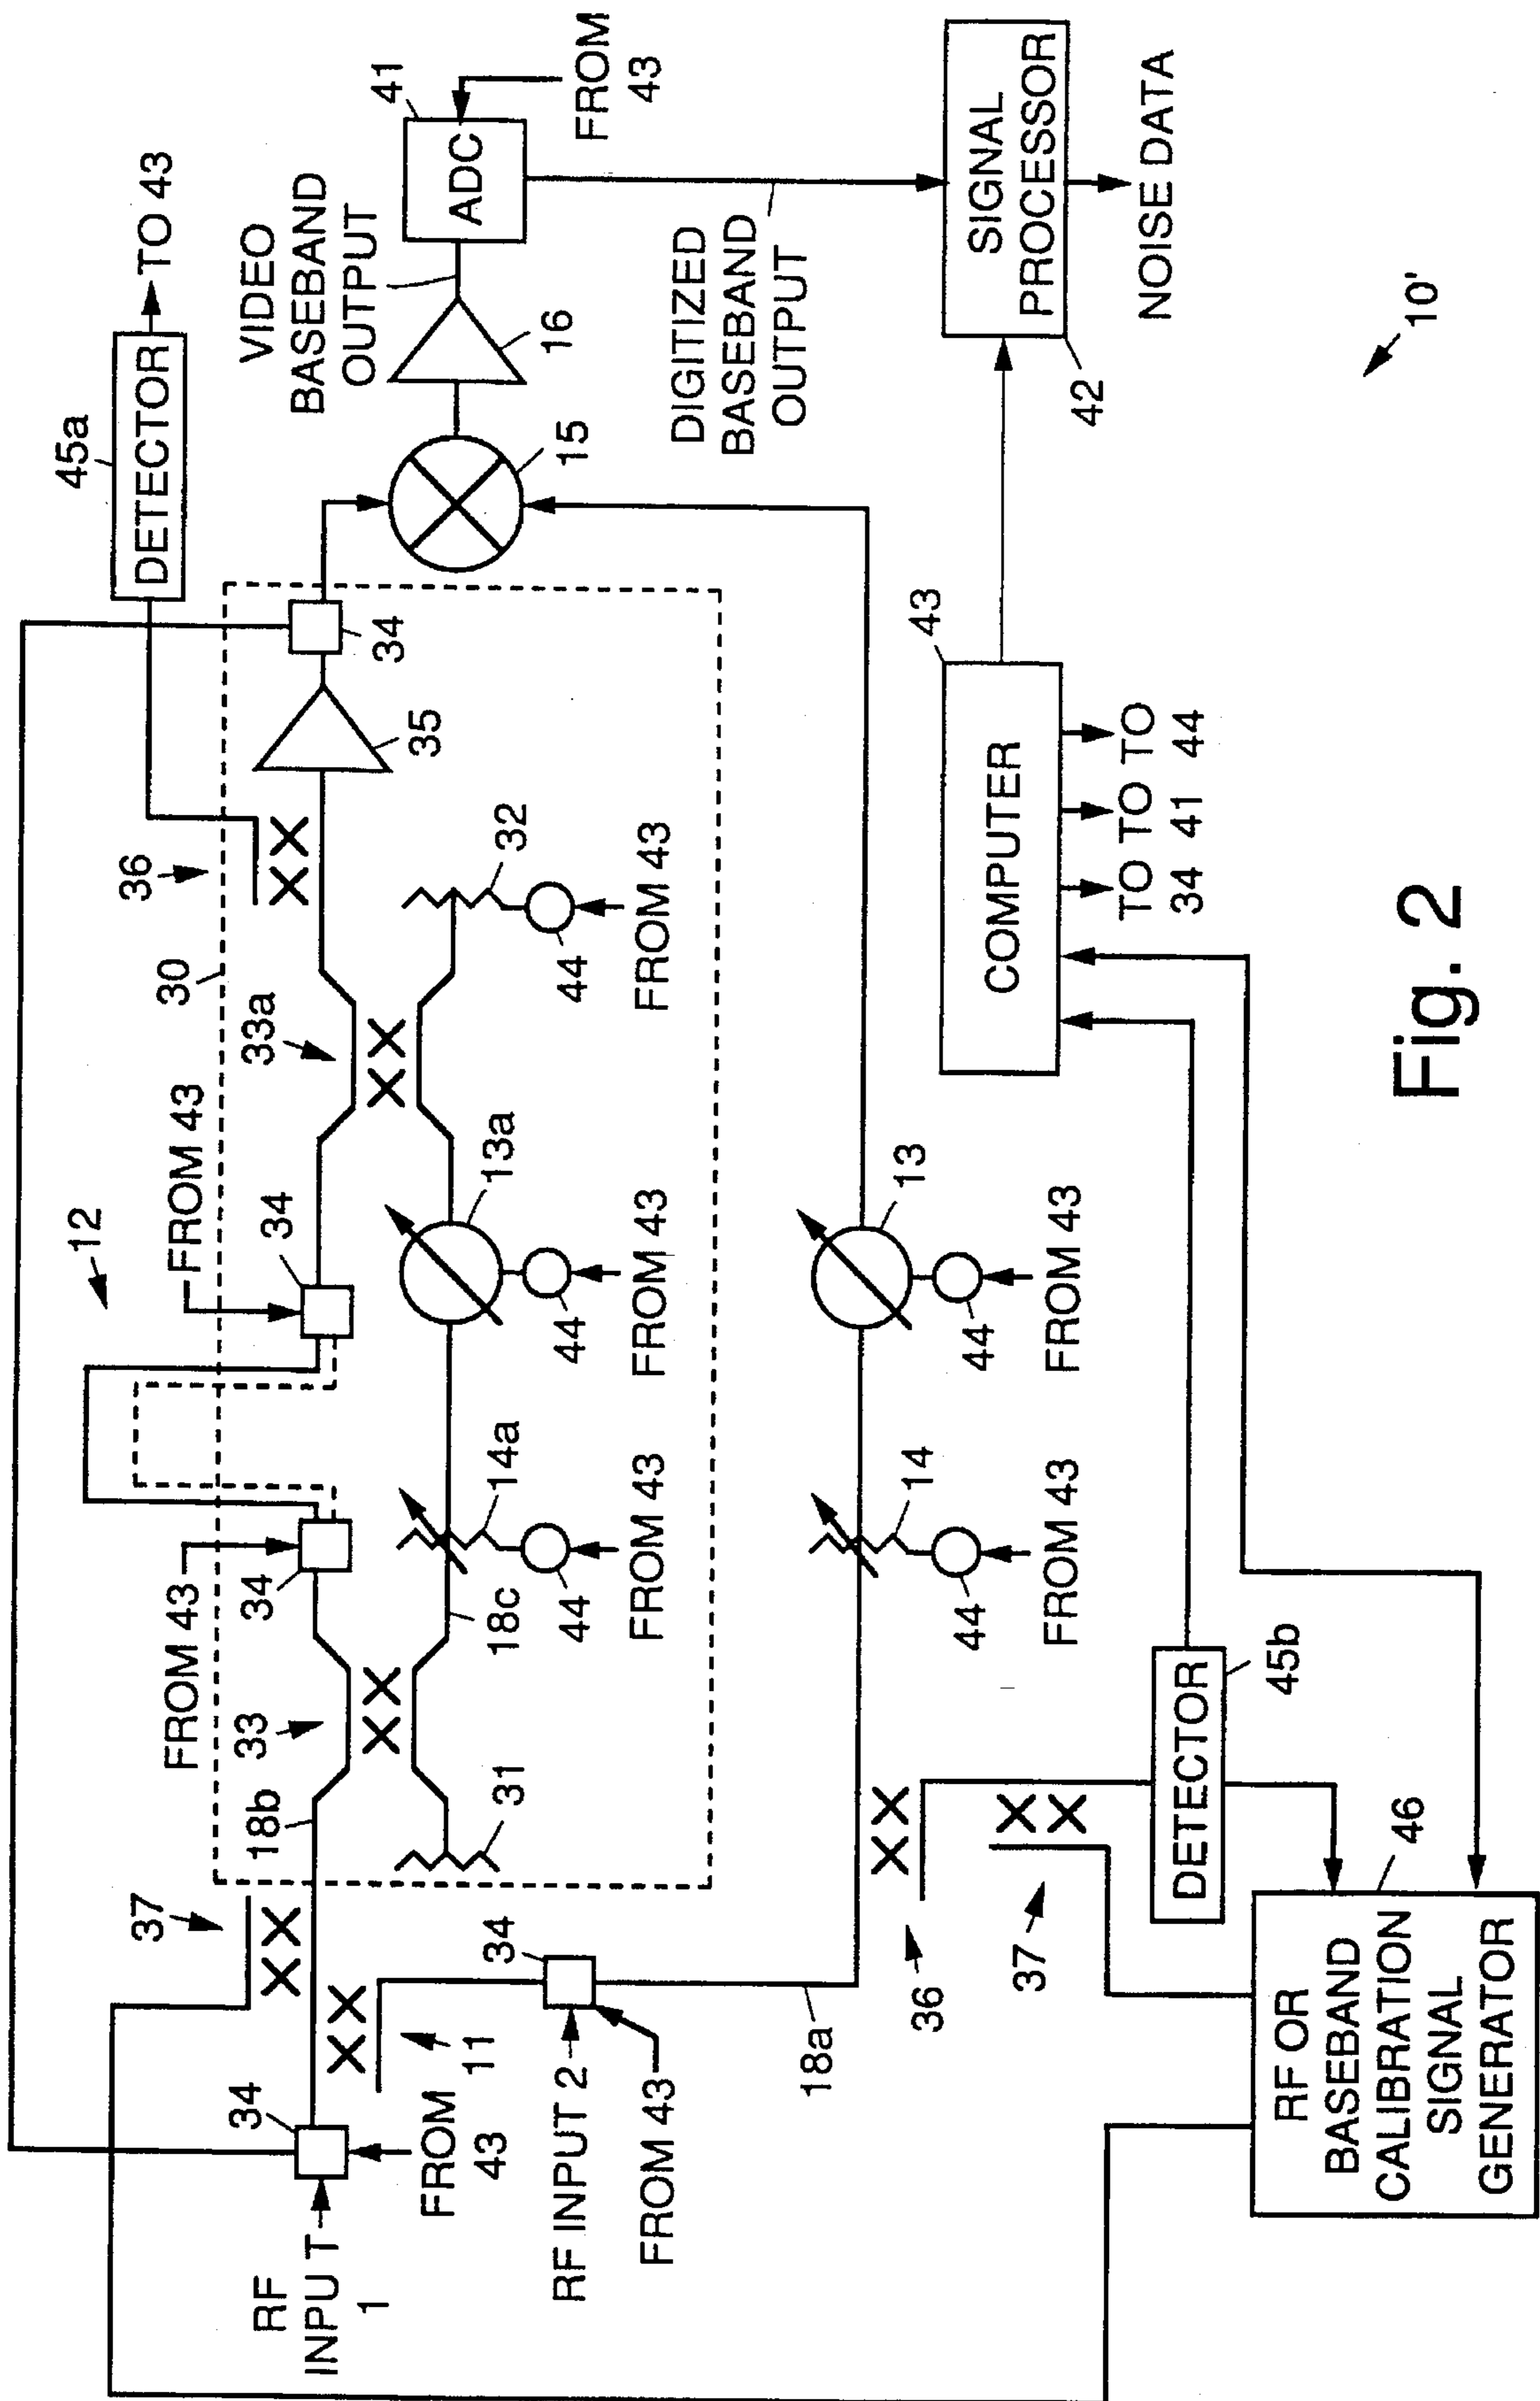 45a
DETECTOR
TO 43
VIDEO
BASEBAND
OUTPUT
41
ADC
FROM
43
16
15
DIGITIZED
BASEBAND
OUTPUT
SIGNAL
PROCESSOR
42
NOISE DATA
10'
12
FROM 43
34
FROM 43
34
30
36
33a
33
34
35
32
44
FROM 43
13a
44
FROM 43
14a
44
FROM 43
18c
18b
31
37
34
RF
INPUT
1
FROM
43
11
34
RF INPUT 2
FROM 43
18a
14
44
FROM 43
13
44
FROM 43
43
COMPUTER
TO TO TO
34 41 44
36
37
DETECTOR
45b
46
RF OR
BASEBAND
CALIBRATION
SIGNAL
GENERATOR
Fig. 2